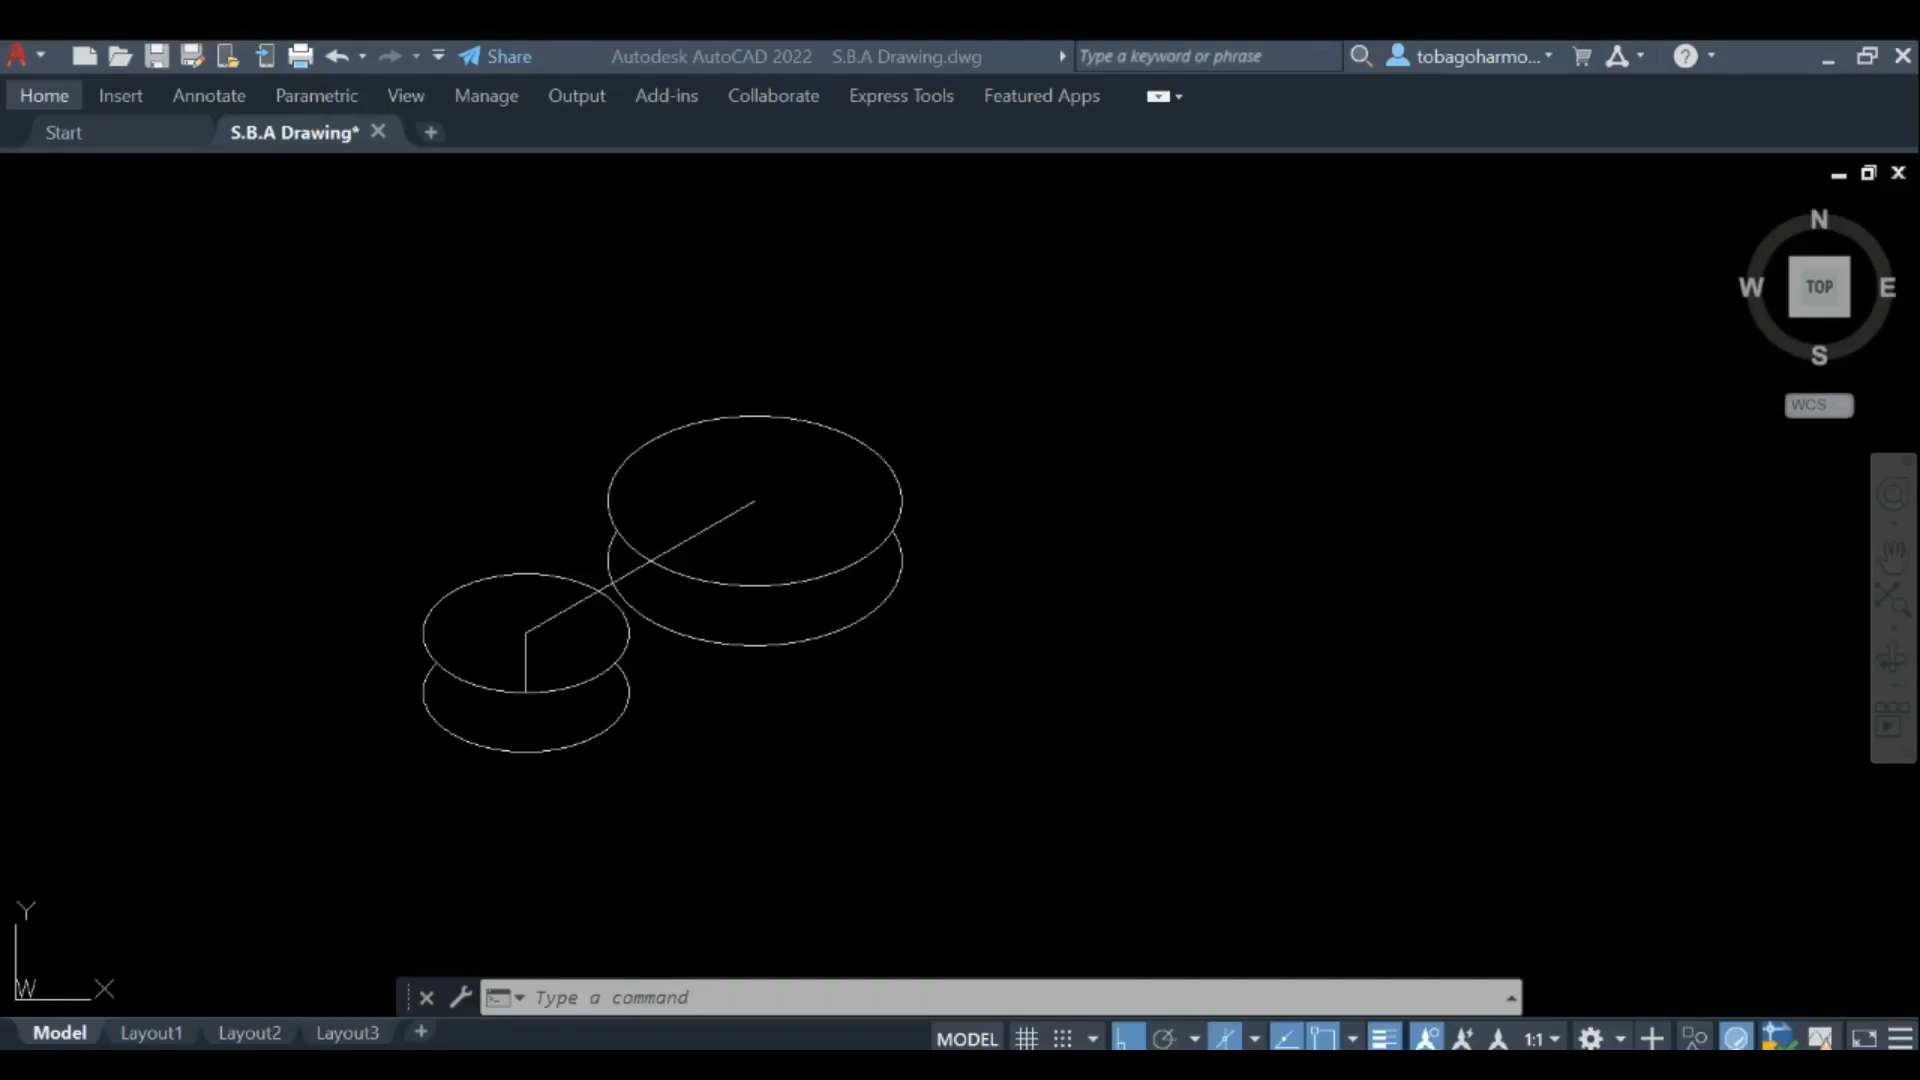 A Share Autodesk AutoCAD 2022 S.B.A Drawing.dwg Type a keyword or phrase tobagoharmo... ?
Home Insert Annotate Parametric View Manage Output Add-ins Collaborate Express Tools Featured Apps
Start S.B.A Drawing*
N
W TOP E
S
WCS
Y
W X
Type a command
Model Layout1 Layout2 Layout3 MODEL 1:1